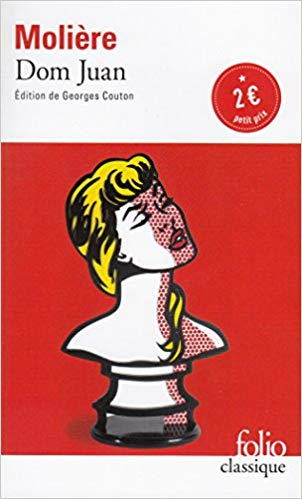 Molière
Dom Juan
Édition de Georges Couton
2 €
petit prix
folio
classique